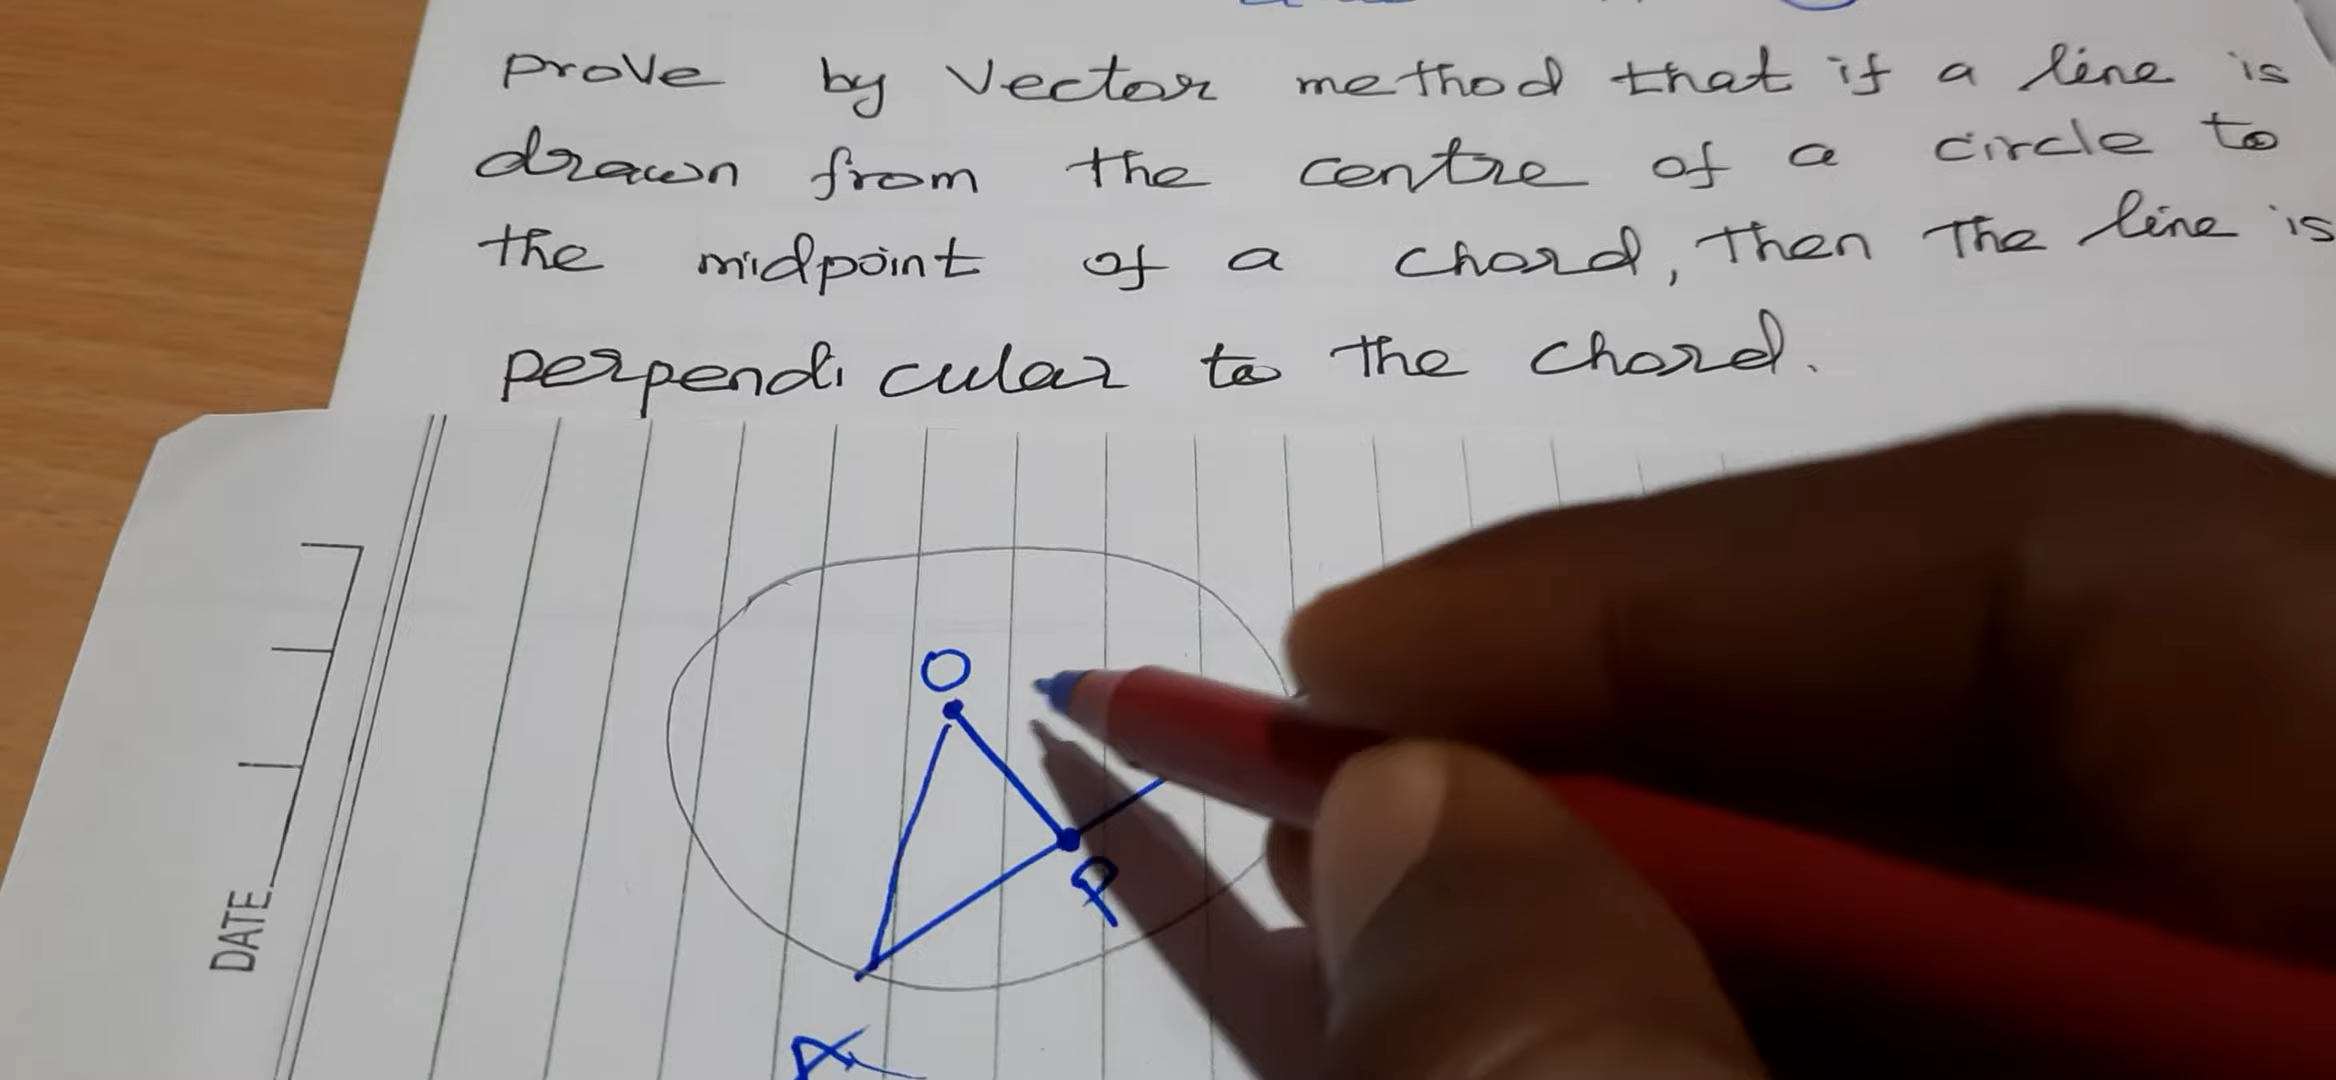 prove by Vector method that if a line is
drawn from the centre of a circle to
the midpoint of a chord, then the line is
perpendicular to the chord.
DATE
O
P
A